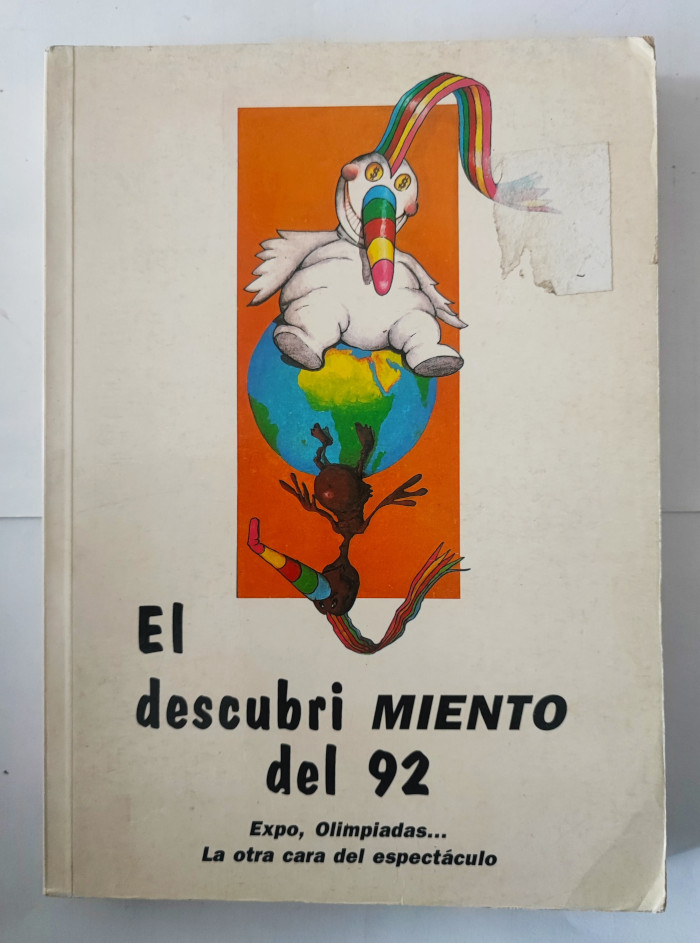 $ $
El
descubri MIENTO
del 92
Expo, Olimpiadas...
La otra cara del espectáculo